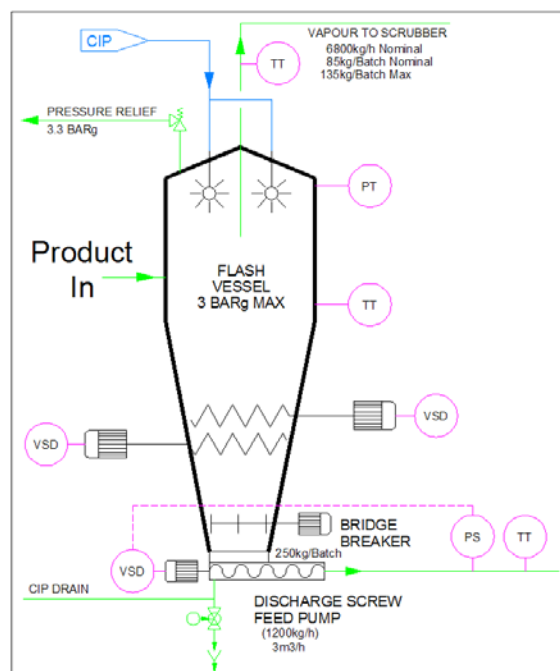 CIP
VAPOUR TO SCRUBBER
6800kg/h Nominal
85kg/Batch Nominal
135kg/Batch Max
TT
PRESSURE RELIEF
3.3 BARg
PT
Product
In
FLASH
VESSEL
3 BARg MAX
TT
VSD
VSD
BRIDGE
BREAKER
250kg/Batch
PS
TT
VSD
CIP DRAIN
DISCHARGE SCREW
FEED PUMP
(1200kg/h)
3m3/h